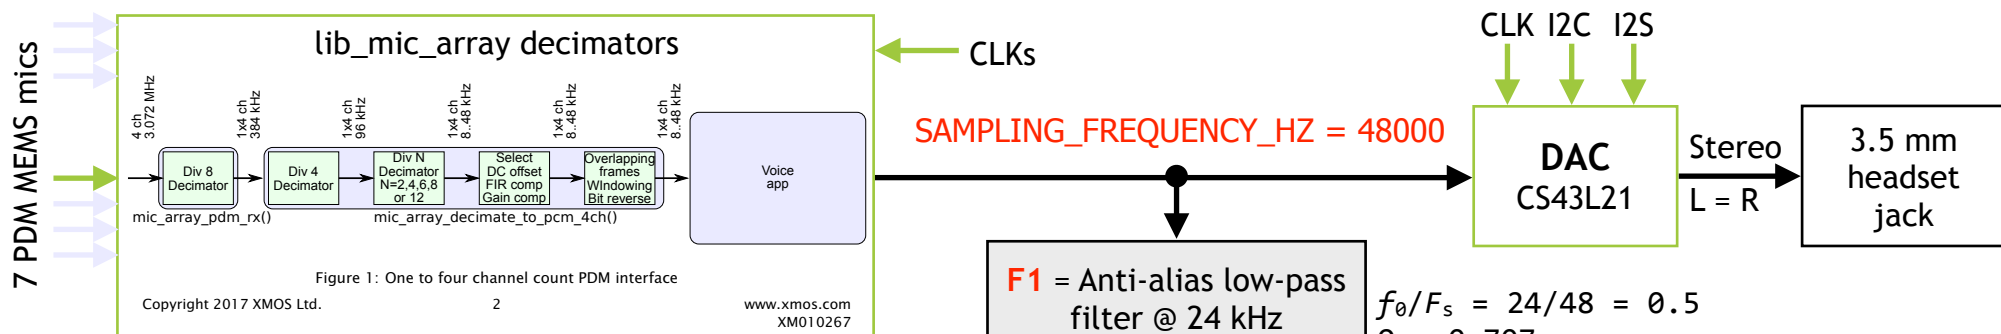 7 PDM MEMS mics
lib_mic_array decimators
4 ch
3.072 MHz
1x4 ch
384 kHz
1x4 ch
96 kHz
1x4 ch
8..48 kHz
1x4 ch
8..48 kHz
1x4 ch
8..48 kHz
Div 8
Decimator
Div 4
Decimator
Div N
Decimator
N=2,4,6,8
or 12
Select
DC offset
FIR comp
Gain comp
Overlapping
frames
WIndowing
Bit reverse
Voice
app
mic_array_pdm_rx()
mic_array_decimate_to_pcm_4ch()
Figure 1: One to four channel count PDM interface
Copyright 2017 XMOS Ltd.
2
www.xmos.com
XM010267
CLKs
SAMPLING_FREQUENCY_HZ = 48000
F1 = Anti-alias low-pass
filter @ 24 kHz
f₀/Fₛ = 24/48 = 0.5
CLK I2C I2S
DAC
CS43L21
Stereo
L = R
3.5 mm
headset
jack